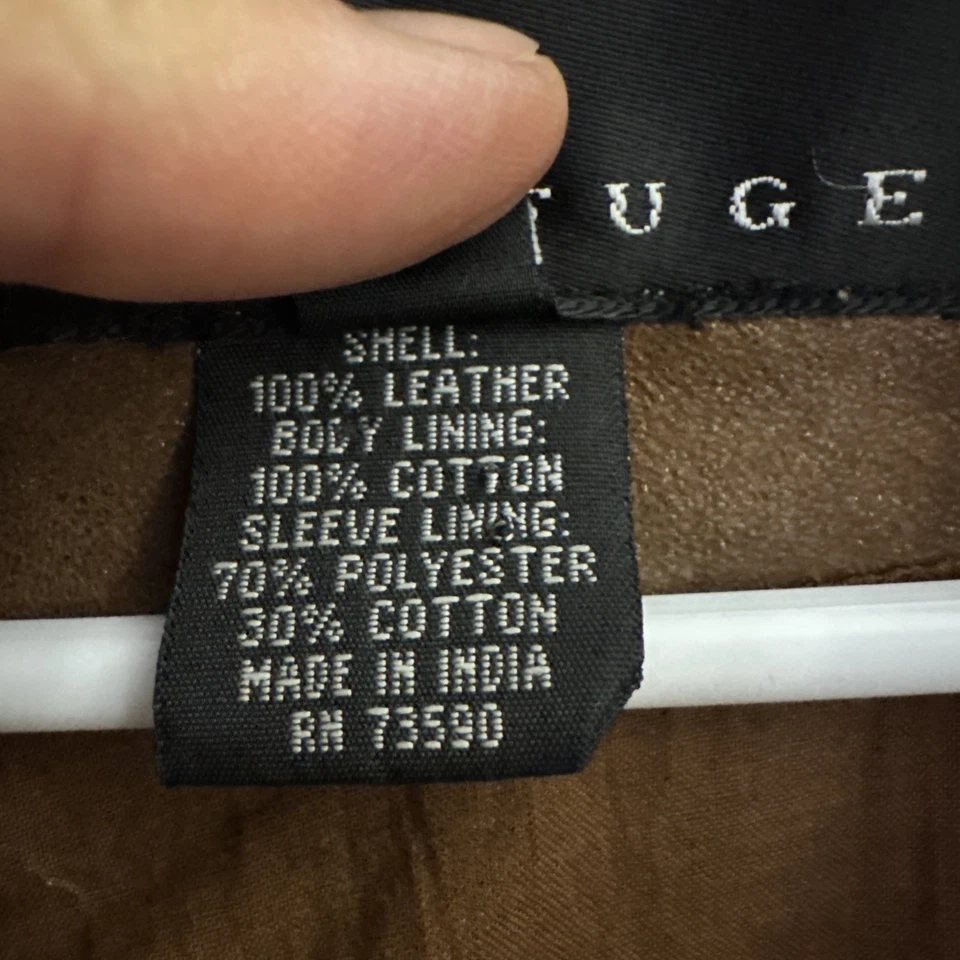 UGE
SHELL:
100% LEATHER
BODY LINING:
100% COTTON
SLEEVE LINING:
70% POLYESTER
30% COTTON
MADE IN INDIA
RN 73590